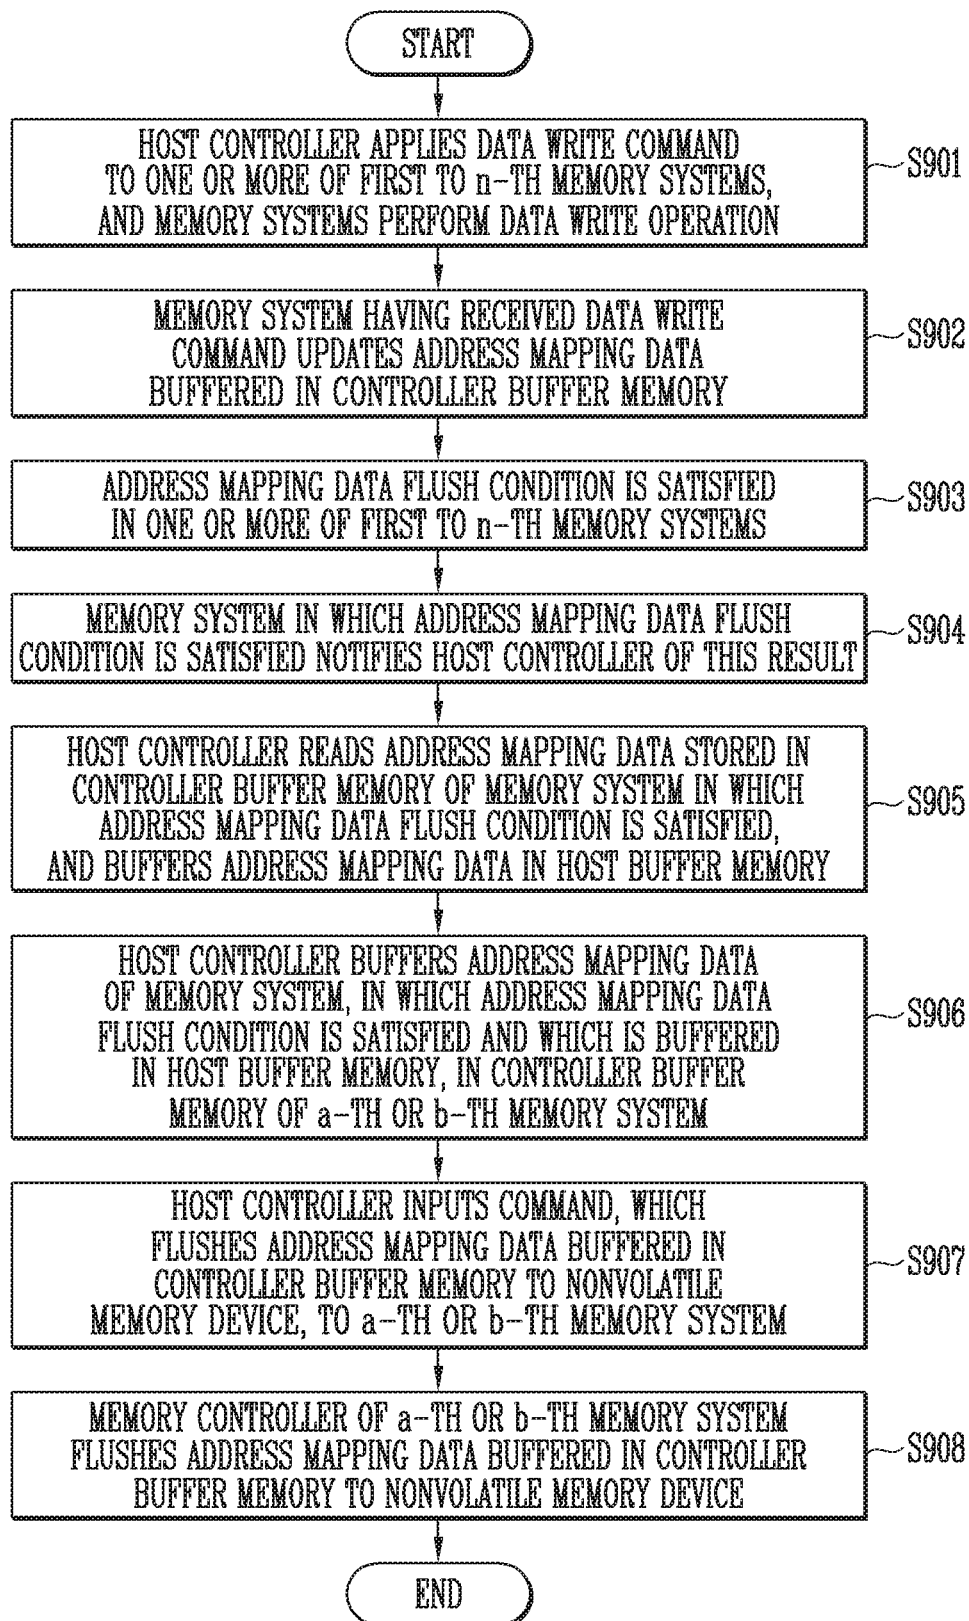 START
HOST CONTROLLER APPLIES DATA WRITE COMMAND
TO ONE OR MORE OF FIRST TO n-TH MEMORY SYSTEMS,
AND MEMORY SYSTEMS PERFORM DATA WRITE OPERATION
S901
MEMORY SYSTEM HAVING RECEIVED DATA WRITE
COMMAND UPDATES ADDRESS MAPPING DATA
BUFFERED IN CONTROLLER BUFFER MEMORY
S902
ADDRESS MAPPING DATA FLUSH CONDITION IS SATISFIED
IN ONE OR MORE OF FIRST TO n-TH MEMORY SYSTEMS
S903
MEMORY SYSTEM IN WHICH ADDRESS MAPPING DATA FLUSH
CONDITION IS SATISFIED NOTIFIES HOST CONTROLLER OF THIS RESULT
S904
HOST CONTROLLER READS ADDRESS MAPPING DATA STORED IN
CONTROLLER BUFFER MEMORY OF MEMORY SYSTEM IN WHICH
ADDRESS MAPPING DATA FLUSH CONDITION IS SATISFIED,
AND BUFFERS ADDRESS MAPPING DATA IN HOST BUFFER MEMORY
S905
HOST CONTROLLER BUFFERS ADDRESS MAPPING DATA
OF MEMORY SYSTEM, IN WHICH ADDRESS MAPPING DATA
FLUSH CONDITION IS SATISFIED AND WHICH IS BUFFERED
IN HOST BUFFER MEMORY, IN CONTROLLER BUFFER
MEMORY OF a-TH OR b-TH MEMORY SYSTEM
S906
HOST CONTROLLER INPUTS COMMAND, WHICH
FLUSHES ADDRESS MAPPING DATA BUFFERED IN
CONTROLLER BUFFER MEMORY TO NONVOLATILE
MEMORY DEVICE, TO a-TH OR b-TH MEMORY SYSTEM
S907
MEMORY CONTROLLER OF a-TH OR b-TH MEMORY SYSTEM
FLUSHES ADDRESS MAPPING DATA BUFFERED IN CONTROLLER
BUFFER MEMORY TO NONVOLATILE MEMORY DEVICE
S908
END